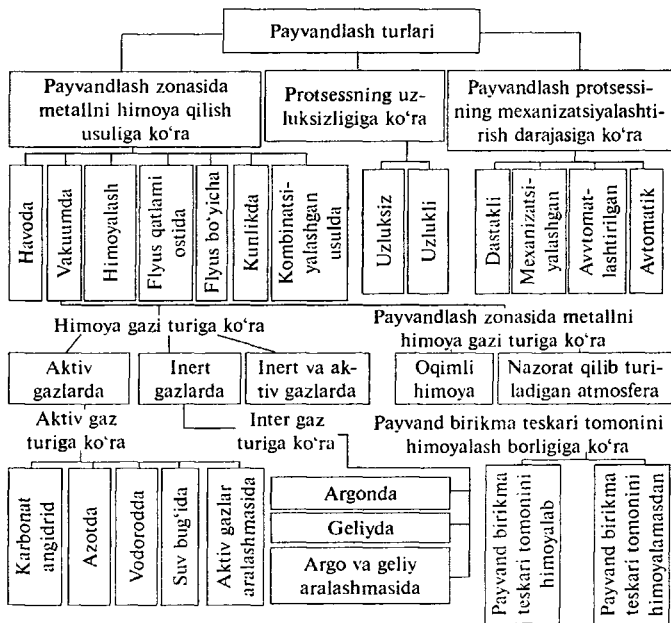 Payvandlash turlari
Payvandlash zonasida
metallni himoya qilish
usuliga ko‘ra
Protsessning uz-
luksizligiga ko‘ra
Payvandlash protsessi-
ning mexanizatsiyalashti-
rish darajasiga ko‘ra
Havoda
Vakuumda
Himoyalash
Flyus qatlami
ostida
Flyus bo‘yicha
Kunlikda
Kombinatsi-
yalashgan
usulda
Uzluksiz
Uzlukli
Dastakli
Mexanizatsi-
yalashgan
Avvtomat-
lashtirilgan
Avtomatik
Himoya gazi turiga ko‘ra
Payvandlash zonasida metallni
himoya gazi turiga ko‘ra
Aktiv
gazlarda
Inert
gazlarda
Inert va ak-
tiv gazlarda
Oqimli
himoya
Nazorat qilib turi-
ladigan atmosfera
Aktiv gaz
turiga ko‘ra
Inter gaz
turiga ko‘ra
Payvand birikma teskari tomonini
himoyalash borligiga ko‘ra
Karbonat
angidrid
Azotda
Vodorodda
Suv bug‘ida
Aktiv gazlar
aralashmasida
Argonda
Geliyda
Argo va geliy
aralashmasida
Payvand birikma
teskari tomonini
himoyalab
Payvand birikma
teskari tomonini
himoyalamasdan